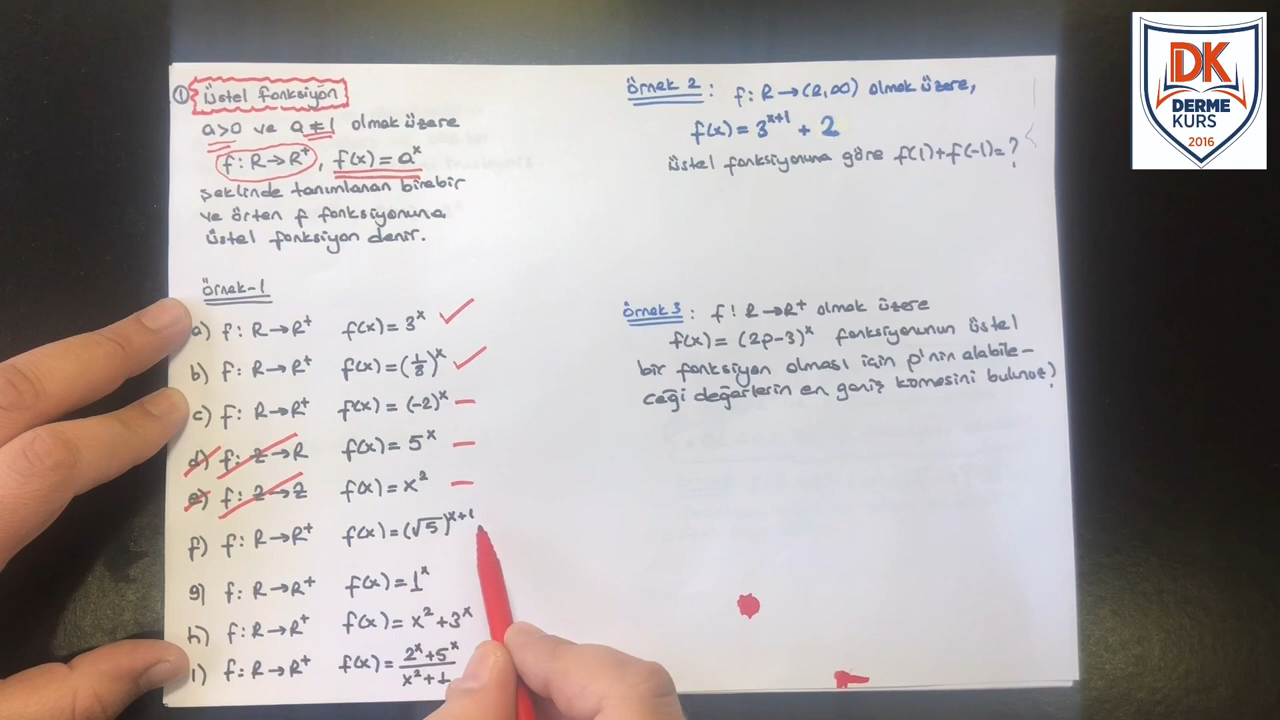 ① Üstel fonksiyon
a>0 ve a≠1 olmak üzere
f: R→R⁺, f(x)=aˣ
şeklinde tanımlanan birebir
ve örten f fonksiyonuna
üstel fonksiyon denir.
Örnek-1
a) f: R→R⁺ f(x)=3ˣ
b) f: R→R⁺ f(x)=(1/3)ˣ
c) f: R→R⁺ f(x)=(-2)ˣ
d) f: Z→R f(x)=5ˣ
e) f: Z→Z f(x)=x²
f) f: R→R⁺ f(x)=(√5)ˣ⁺¹
g) f: R→R⁺ f(x)=1ˣ
h) f: R→R⁺ f(x)=x²+3ˣ
ı) f: R→R⁺ f(x)=(2ˣ+5ˣ)/(x²+1)
Örnek 2 : f: R→(2,∞) olmak üzere,
f(x)=3ˣ⁺¹ + 2
üstel fonksiyonuna göre f(1)+f(-1)=?
Örnek 3 : f: R→R⁺ olmak üzere
f(x)=(2p-3)ˣ fonksiyonunun üstel
bir fonksiyon olması için p'nin alabile-
ceği değerlerin en geniş kümesini bulunuz?
DK
DERME
KURS
2016